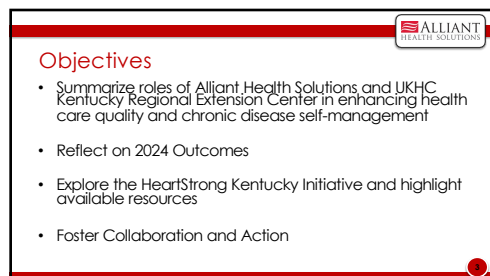 ALLIANT
HEALTH SOLUTIONS
Objectives
• Summarize roles of Alliant Health Solutions and UKHC
Kentucky Regional Extension Center in enhancing health
care quality and chronic disease self-management
• Reflect on 2024 Outcomes
• Explore the HeartStrong Kentucky Initiative and highlight
available resources
• Foster Collaboration and Action